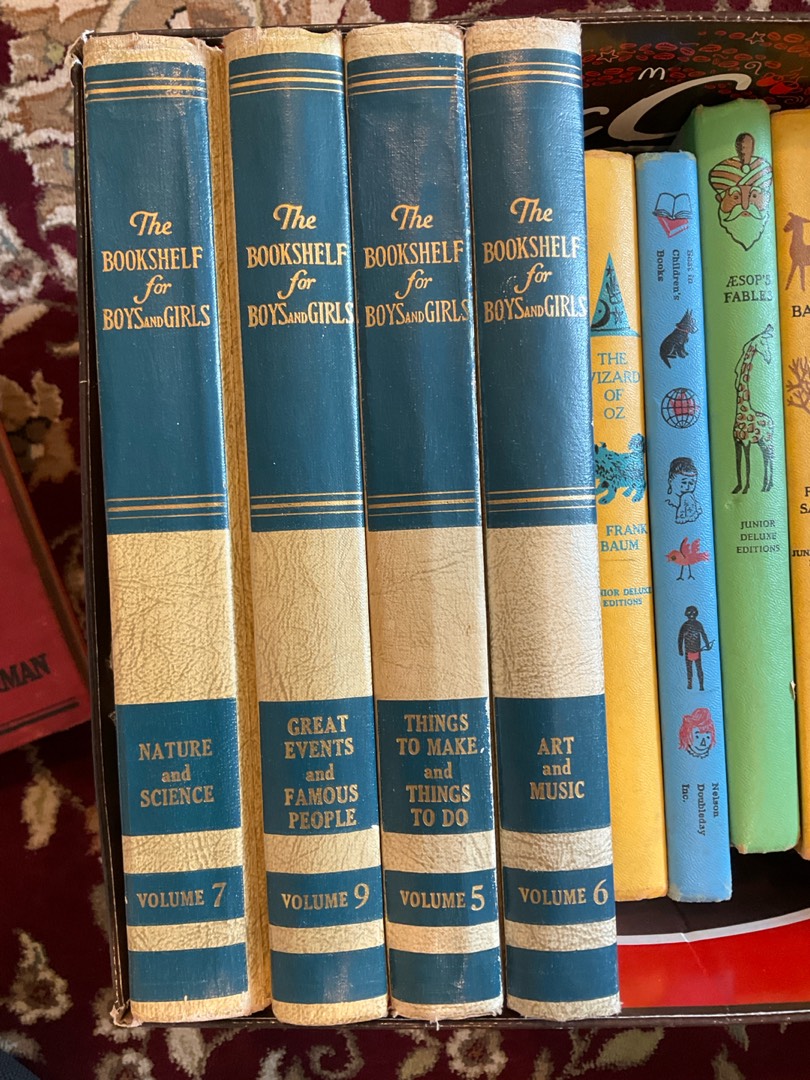 The
BOOKSHELF
for
BOYS AND GIRLS
NATURE
and
SCIENCE
VOLUME 7
The
BOOKSHELF
for
BOYS AND GIRLS
GREAT
EVENTS
and
FAMOUS
PEOPLE
VOLUME 9
The
BOOKSHELF
for
BOYS AND GIRLS
THINGS
TO MAKE
and
THINGS
TO DO
VOLUME 5
The
BOOKSHELF
for
BOYS AND GIRLS
ART
and
MUSIC
VOLUME 6
THE
WIZARD
OF
OZ
FRANK
BAUM
JUNIOR DELUXE
EDITIONS
Best in
Children's
Books
Nelson
Doubleday
Inc.
ÆSOP'S
FABLES
JUNIOR
DELUXE
EDITIONS
BA
SA
JUN
MAN